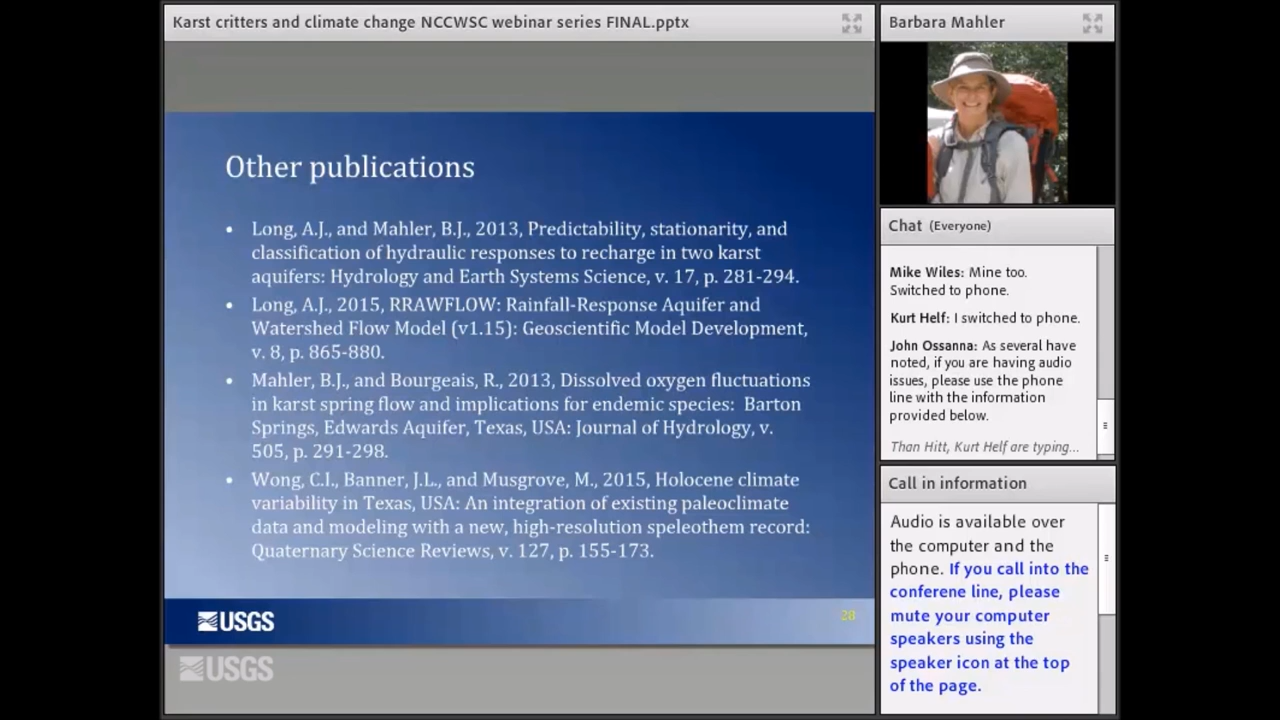 Karst critters and climate change NCCWSC webinar series FINAL.pptx
Other publications
• Long, A.J., and Mahler, B.J., 2013, Predictability, stationarity, and
classification of hydraulic responses to recharge in two karst
aquifers: Hydrology and Earth Systems Science, v. 17, p. 281-294.
• Long, A.J., 2015, RRAWFLOW: Rainfall-Response Aquifer and
Watershed Flow Model (v1.15): Geoscientific Model Development,
v. 8, p. 865-880.
• Mahler, B.J., and Bourgeais, R., 2013, Dissolved oxygen fluctuations
in karst spring flow and implications for endemic species: Barton
Springs, Edwards Aquifer, Texas, USA: Journal of Hydrology, v.
505, p. 291-298.
• Wong, C.I., Banner, J.L., and Musgrove, M., 2015, Holocene climate
variability in Texas, USA: An integration of existing paleoclimate
data and modeling with a new, high-resolution speleothem record:
Quaternary Science Reviews, v. 127, p. 155-173.
USGS
28
USGS
Barbara Mahler
Chat (Everyone)
Mike Wiles: Mine too.
Switched to phone.
Kurt Helf: I switched to phone.
John Ossanna: As several have
noted, if you are having audio
issues, please use the phone
line with the information
provided below.
Than Hitt, Kurt Helf are typing...
Call in information
Audio is available over
the computer and the
phone. If you call into the
conferene line, please
mute your computer
speakers using the
speaker icon at the top
of the page.